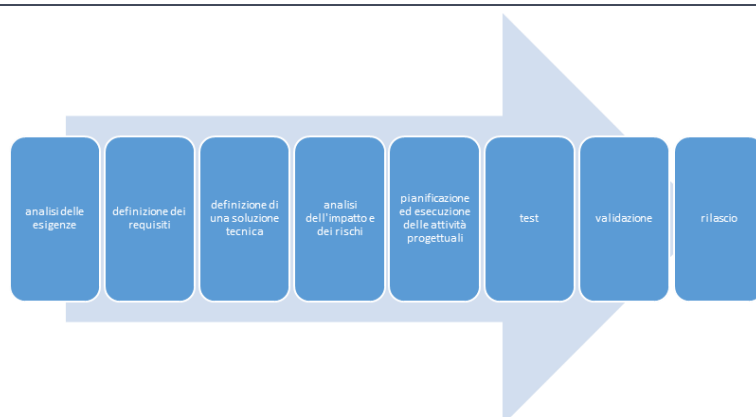 analisi delle
esigenze
definizione dei
requisiti
definizione di
una soluzione
tecnica
analisi
dell'impatto e
dei rischi
pianificazione
ed esecuzione
delle attività
progettuali
test
validazione
rilascio